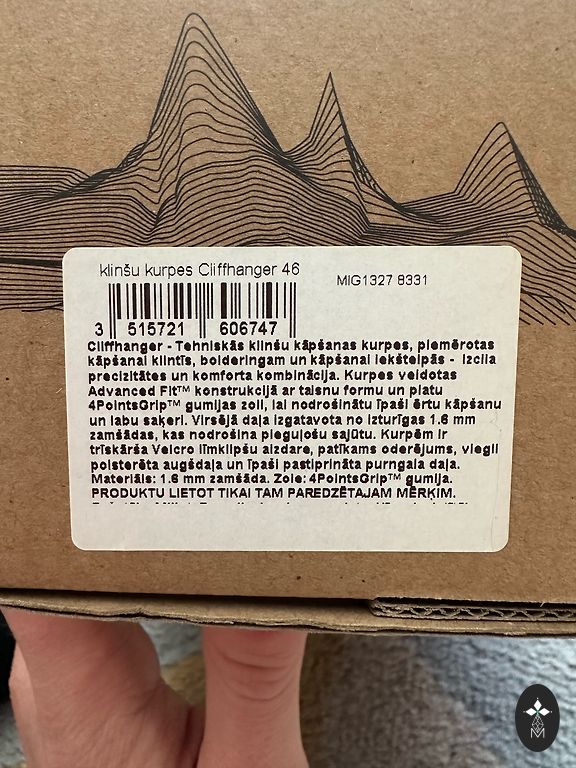 klinšu kurpes Cliffhanger 46
MIG1327 8331
3 515721 606747
Cliffhanger - Tehniskās klinšu kāpšanas kurpes, piemērotas
kāpšanai klintīs, bolderingam un kāpšanai iekštelpās - Izcila
precizitātes un komforta kombinācija. Kurpes veidotas
Advanced Fit™ konstrukcijā ar taisnu formu un platu
4PointsGrip™ gumijas zoli, lai nodrošinātu īpaši ērtu kāpšanu
un labu saķeri. Virsējā daļa izgatavota no izturīgas 1.6 mm
zamšādas, kas nodrošina pieguļošu sajūtu. Kurpēm ir
trīskārša Velcro līmklipšu aizdare, patīkams oderējums, viegli
polsterēta augšdaļa un īpaši pastiprināta purngala daļa.
Materiāls: 1.6 mm zamšāda. Zole: 4PointsGrip™ gumija.
PRODUKTU LIETOT TIKAI TAM PAREDZĒTAJAM MĒRĶIM.